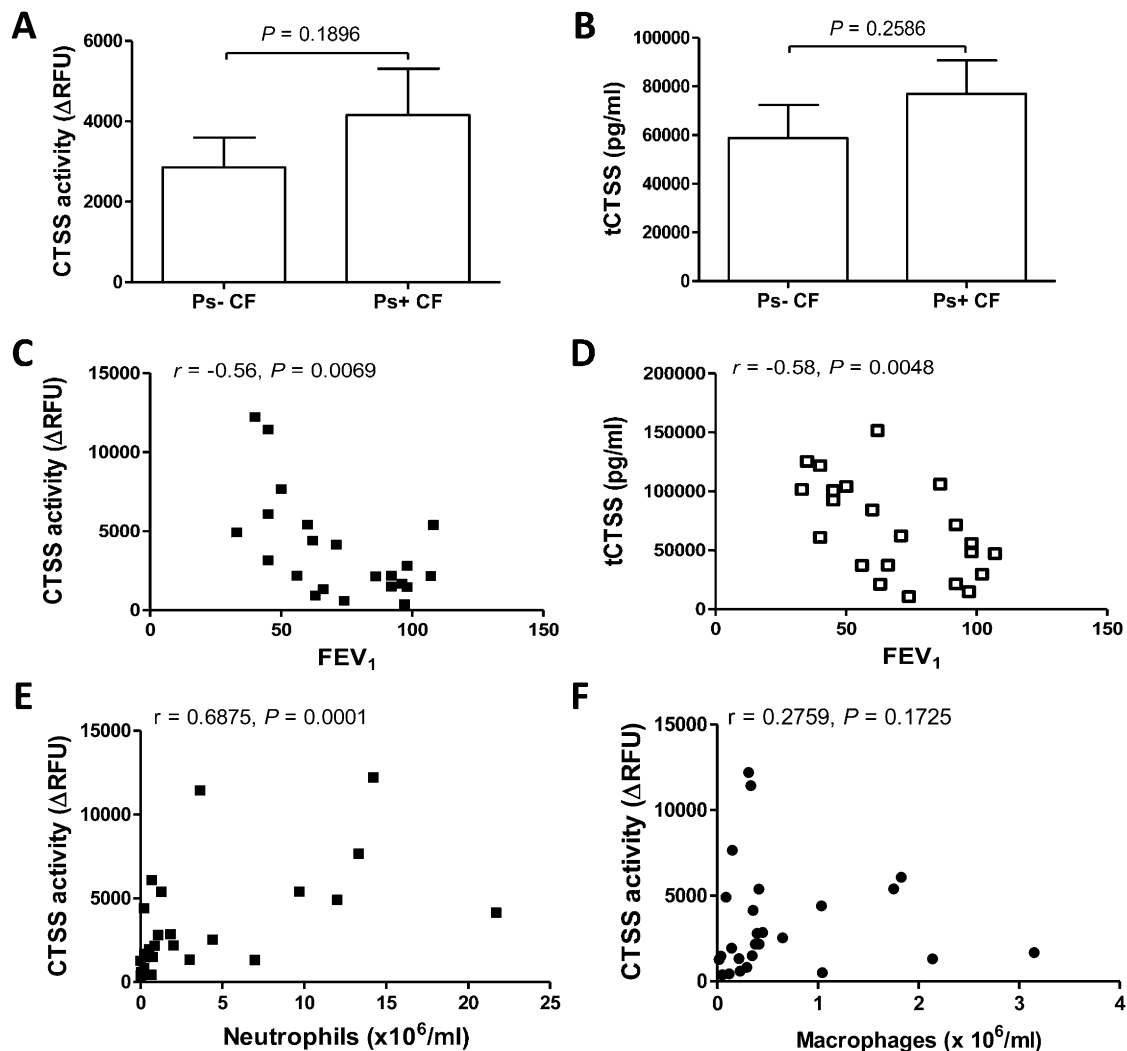 A
P = 0.1896
CTSS activity (ΔRFU)
6000
4000
2000
0
Ps- CF
Ps+ CF
B
P = 0.2586
tCTSS (pg/ml)
100000
80000
60000
40000
20000
0
Ps- CF
Ps+ CF
C
r = -0.56, P = 0.0069
CTSS activity (ΔRFU)
15000
10000
5000
0
0
50
100
150
FEV₁
D
r = -0.58, P = 0.0048
tCTSS (pg/ml)
200000
150000
100000
50000
0
0
50
100
150
FEV₁
E
r = 0.6875, P = 0.0001
CTSS activity (ΔRFU)
15000
10000
5000
0
0
5
10
15
20
25
Neutrophils (x10⁶/ml)
F
r = 0.2759, P = 0.1725
CTSS activity (ΔRFU)
15000
10000
5000
0
0
1
2
3
4
Macrophages (x 10⁶/ml)